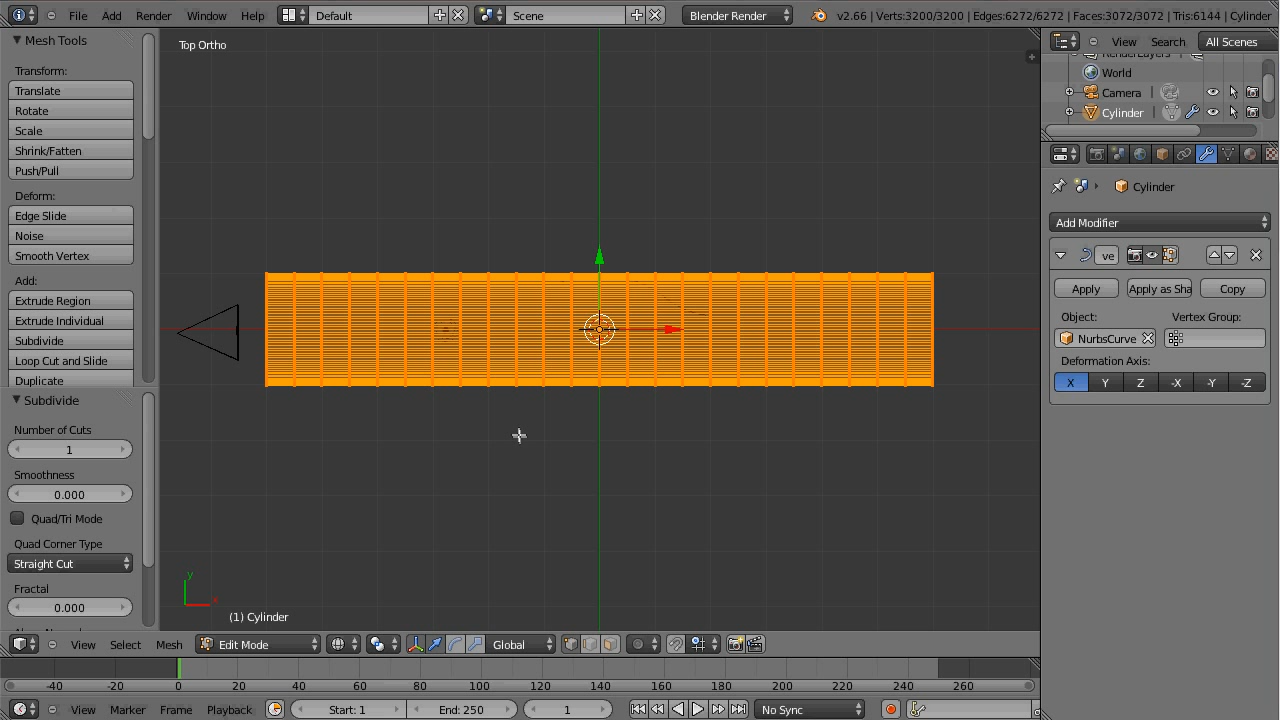 File Add Render Window Help Default Scene Blender Render v2.66 | Verts:3200/3200 | Edges:6272/6272 | Faces:3072/3072 | Tris:6144 | Cylinder
Mesh Tools
Transform:
Translate
Rotate
Scale
Shrink/Fatten
Push/Pull
Deform:
Edge Slide
Noise
Smooth Vertex
Add:
Extrude Region
Extrude Individual
Subdivide
Loop Cut and Slide
Duplicate
Subdivide
Number of Cuts
1
Smoothness
0.000
Quad/Tri Mode
Quad Corner Type
Straight Cut
Fractal
0.000
Top Ortho
y
x
(1) Cylinder
View Select Mesh Edit Mode Global
-40 -20 0 20 40 60 80 100 120 140 160 180 200 220 240 260
View Marker Frame Playback Start: 1 End: 250 1 No Sync
View Search All Scenes
RenderLayers
World
Camera
Cylinder
Cylinder
Add Modifier
ve
Apply Apply as Sha Copy
Object: Vertex Group:
NurbsCurve
Deformation Axis:
X Y Z -X -Y -Z